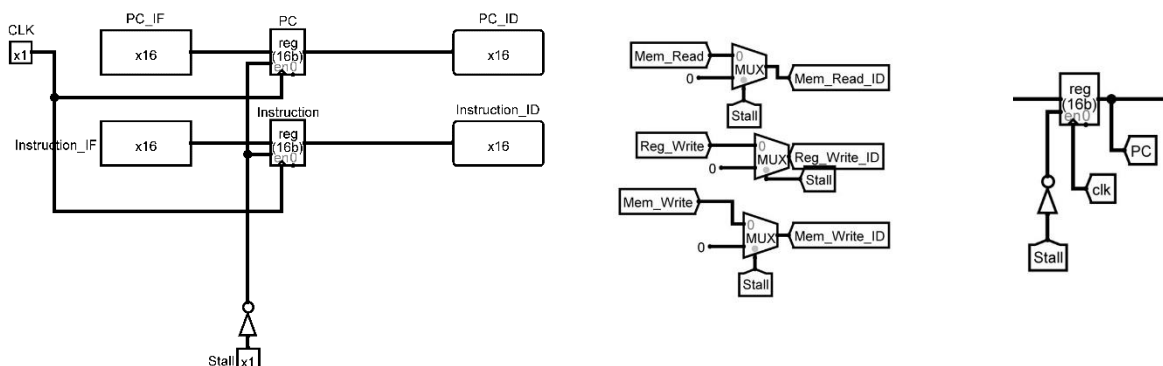 CLK
x1
PC_IF
x16
PC
reg
(16b)
en0
PC_ID
x16
Instruction_IF
x16
Instruction
reg
(16b)
en0
Instruction_ID
x16
Stall x1
Mem_Read
0
0
MUX
Mem_Read_ID
Stall
Reg_Write
0
0
MUX
Reg_Write_ID
Stall
Mem_Write
0
0
MUX
Mem_Write_ID
Stall
reg
(16b)
en0
PC
clk
Stall